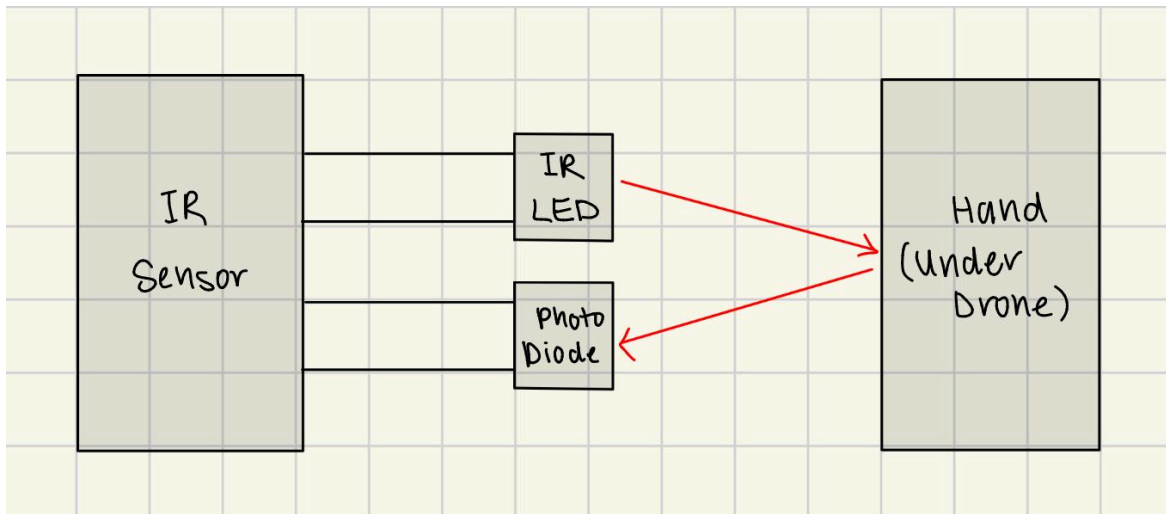 IR
Sensor
IR
LED
Photo
Diode
Hand
(Under
Drone)